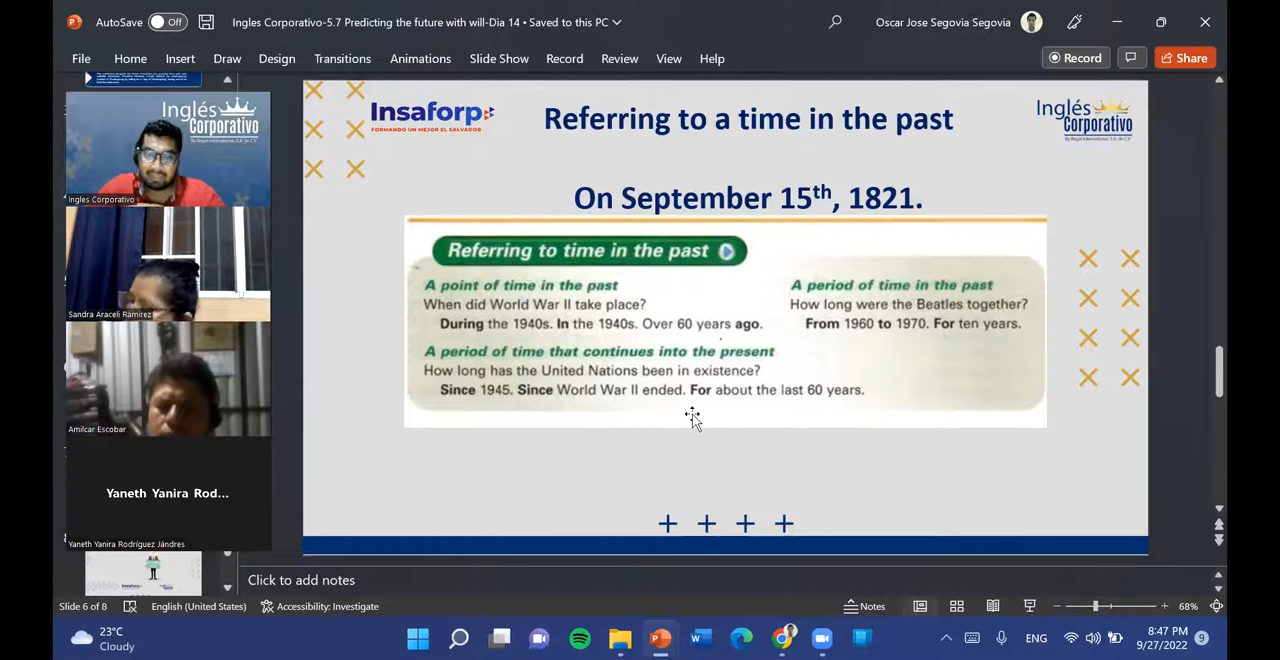 AutoSave Off Ingles Corporativo-5.7 Predicting the future with will-Dia 14 • Saved to this PC Oscar Jose Segovia Segovia
File Home Insert Draw Design Transitions Animations Slide Show Record Review View Help Record Share
Inglés
Corporativo
Ingles Corporativo
Sandra Araceli Ramirez
Amilcar Escobar
Yaneth Yanira Rod...
Yaneth Yanira Rodríguez Jándres
Insaforp
FORMANDO UN MEJOR EL SALVADOR
Referring to a time in the past
Inglés
Corporativo
By Regal International, S.A. de C.V.
On September 15th, 1821.
Referring to time in the past
A point of time in the past
When did World War II take place?
During the 1940s. In the 1940s. Over 60 years ago.
A period of time in the past
How long were the Beatles together?
From 1960 to 1970. For ten years.
A period of time that continues into the present
How long has the United Nations been in existence?
Since 1945. Since World War II ended. For about the last 60 years.
Click to add notes
Slide 6 of 8 English (United States) Accessibility: Investigate Notes 68%
23°C
Cloudy
ENG
8:47 PM
9/27/2022
9